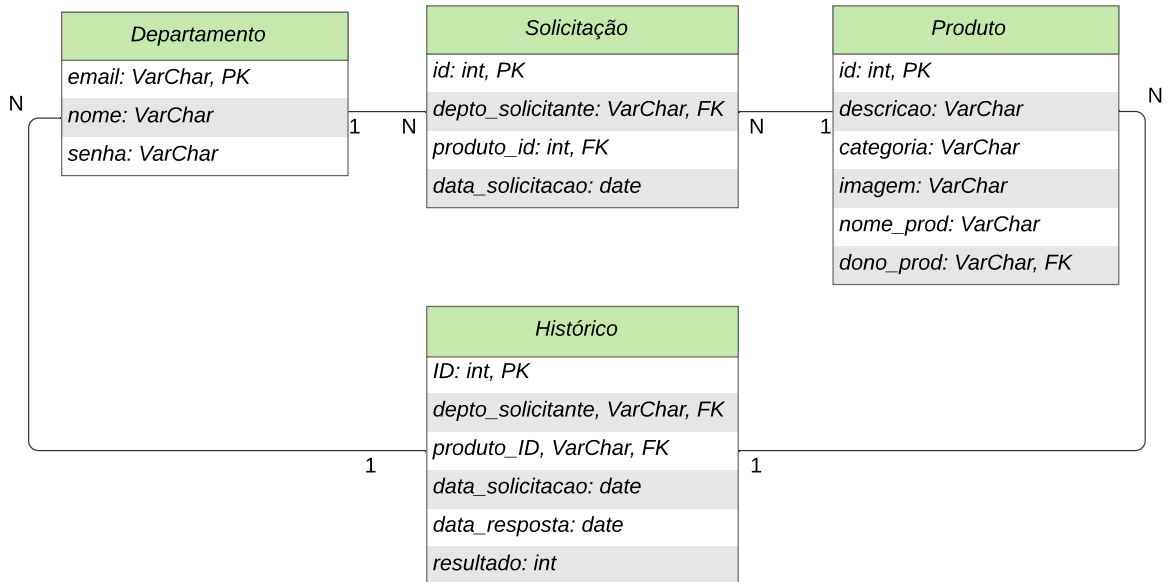 Departamento
email: VarChar, PK
nome: VarChar
senha: VarChar
Solicitação
id: int, PK
depto_solicitante: VarChar, FK
produto_id: int, FK
data_solicitacao: date
Produto
id: int, PK
descricao: VarChar
categoria: VarChar
imagem: VarChar
nome_prod: VarChar
dono_prod: VarChar, FK
N
1
N
N
1
N
Histórico
ID: int, PK
depto_solicitante, VarChar, FK
produto_ID, VarChar, FK
data_solicitacao: date
data_resposta: date
resultado: int
1
1